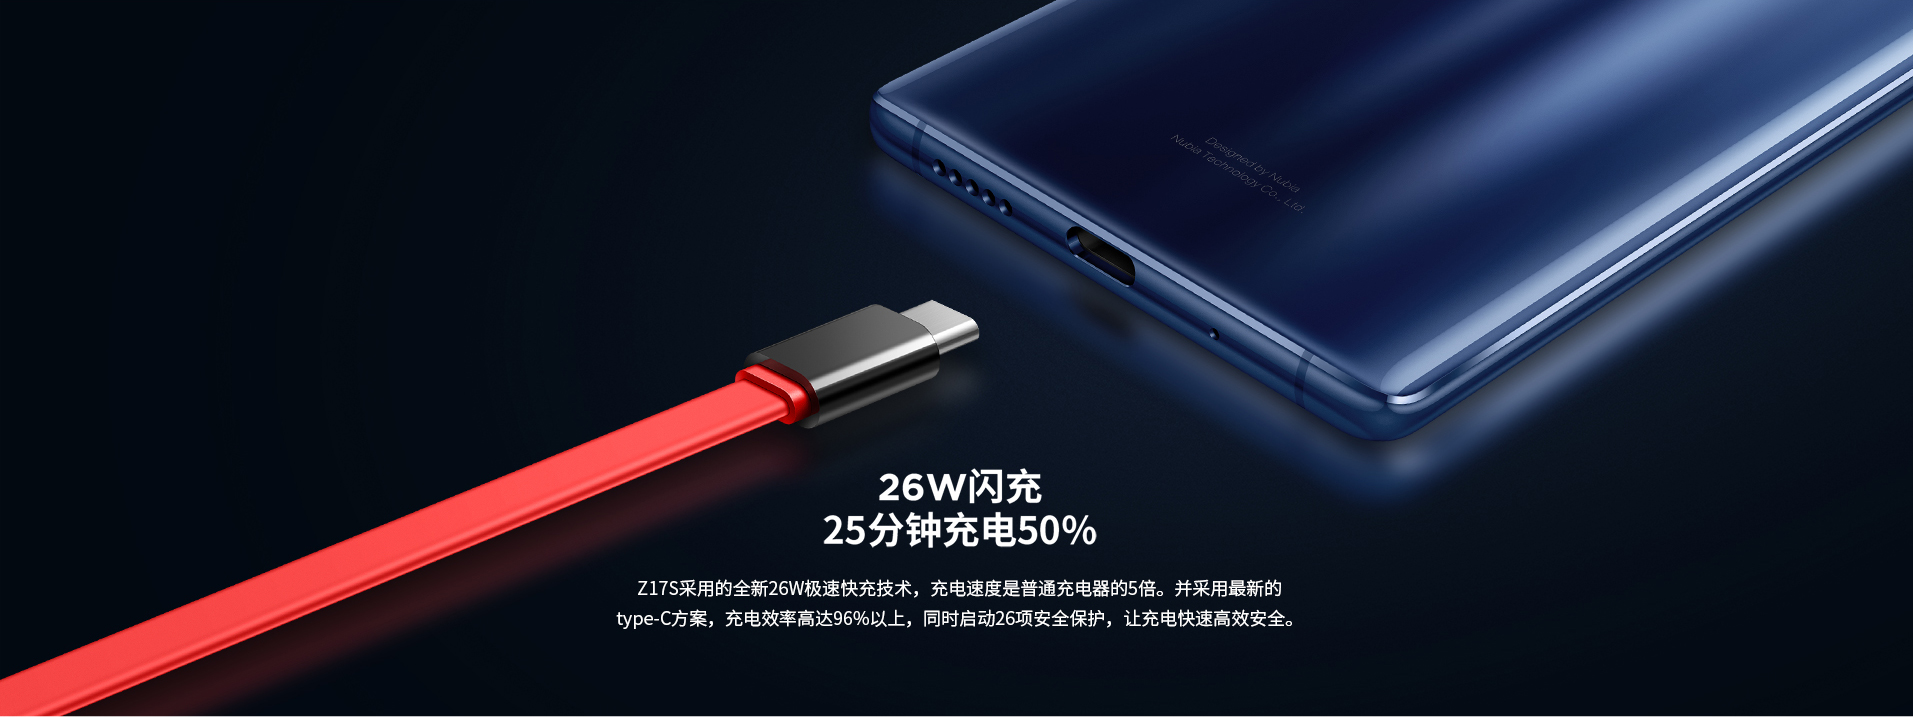 Designed by Nubia
Nubia Technology Co., Ltd.
26W闪充
25分钟充电50%
Z17S采用的全新26W极速快充技术，充电速度是普通充电器的5倍。并采用最新的
type-C方案，充电效率高达96%以上，同时启动26项安全保护，让充电快速高效安全。